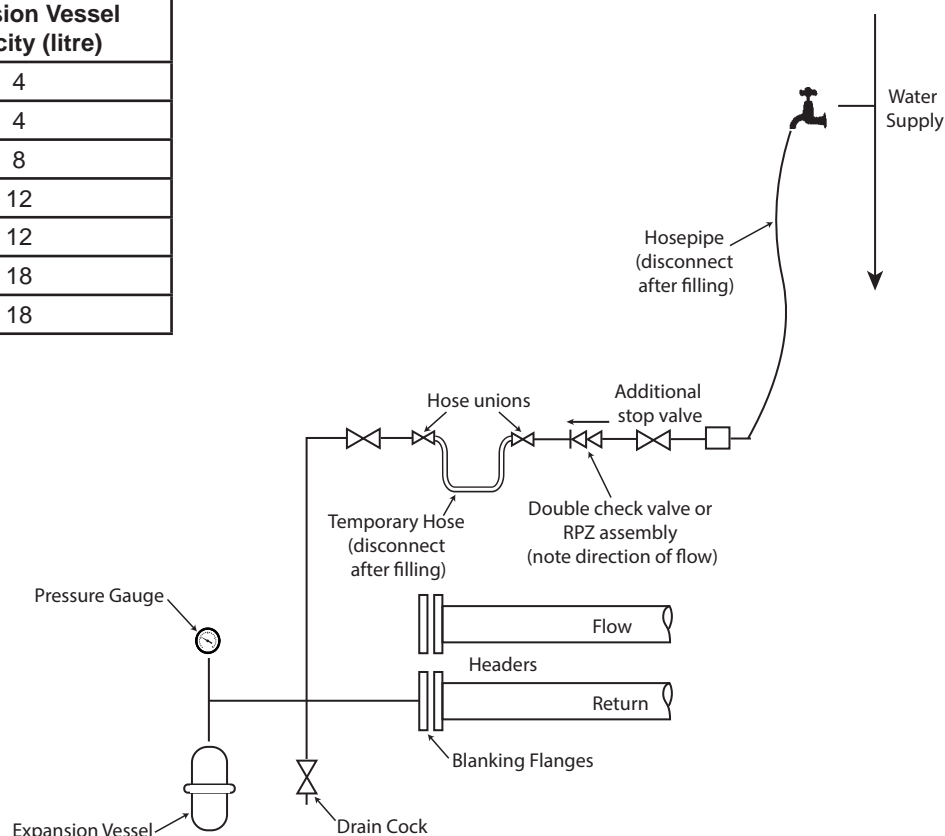 city (litre)
4
4
8
12
12
18
18
Water
Supply
Hosepipe
(disconnect
after filling)
Additional
stop valve
Hose unions
Temporary Hose
(disconnect
after filling)
Double check valve or
RPZ assembly
(note direction of flow)
Pressure Gauge
Flow
Headers
Return
Blanking Flanges
Expansion Vessel
Drain Cock